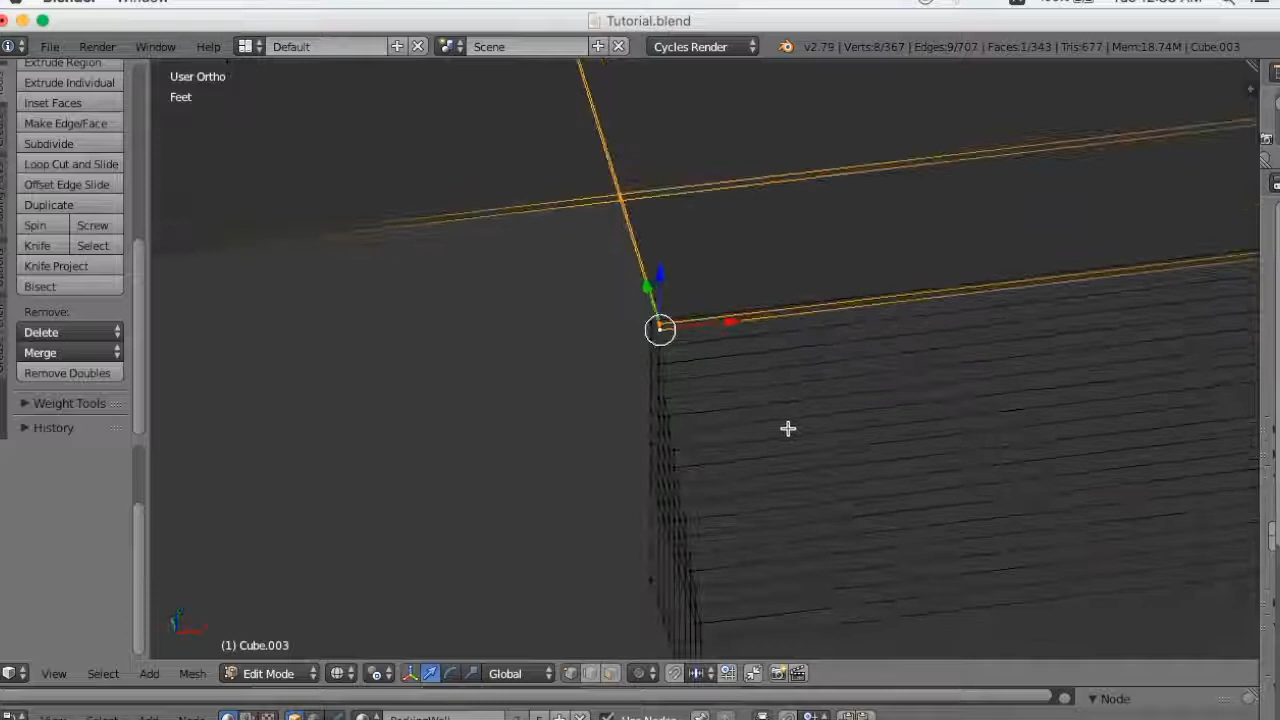 Blender Window
Tutorial.blend
File Render Window Help Default Scene Cycles Render v2.79 | Verts:8/367 | Edges:9/707 | Faces:1/343 | Tris:677 | Mem:18.74M | Cube.003
Extrude Region
Extrude Individual
Inset Faces
Make Edge/Face
Subdivide
Loop Cut and Slide
Offset Edge Slide
Duplicate
Spin Screw
Knife Select
Knife Project
Bisect
Remove:
Delete
Merge
Remove Doubles
Weight Tools
History
User Ortho
Feet
(1) Cube.003
View Select Add Mesh Edit Mode Global
Node